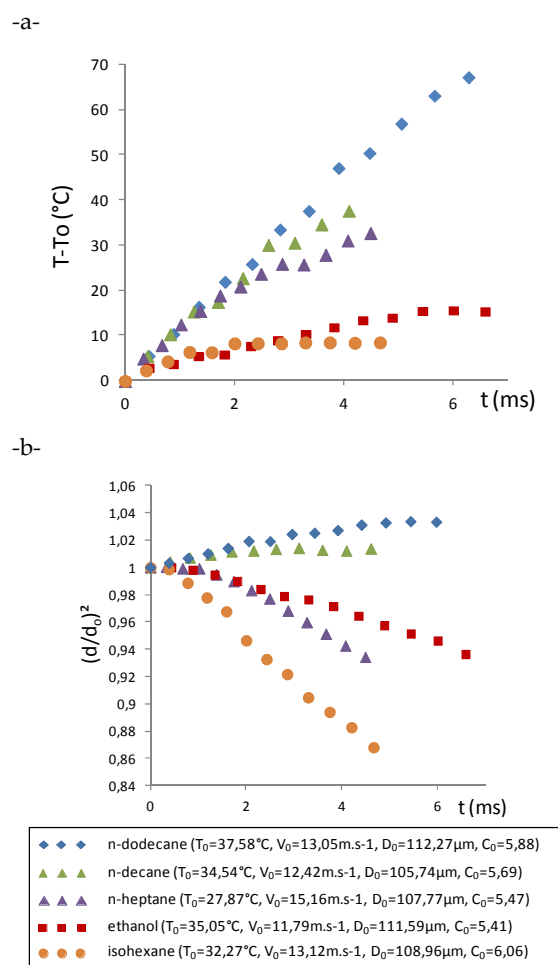 -a-
70
60
50
40
30
20
10
0
T-To (°C)
0
2
4
6
t (ms)
-b-
1,06
1,04
1,02
1
0,98
0,96
0,94
0,92
0,9
0,88
0,86
0,84
(d/d₀)²
0
2
4
6
t (ms)
n-dodecane (T₀=37,58°C, V₀=13,05m.s-1, D₀=112,27µm, C₀=5,88)
n-decane (T₀=34,54°C, V₀=12,42m.s-1, D₀=105,74µm, C₀=5,69)
n-heptane (T₀=27,87°C, V₀=15,16m.s-1, D₀=107,77µm, C₀=5,47)
ethanol (T₀=35,05°C, V₀=11,79m.s-1, D₀=111,59µm, C₀=5,41)
isohexane (T₀=32,27°C, V₀=13,12m.s-1, D₀=108,96µm, C₀=6,06)